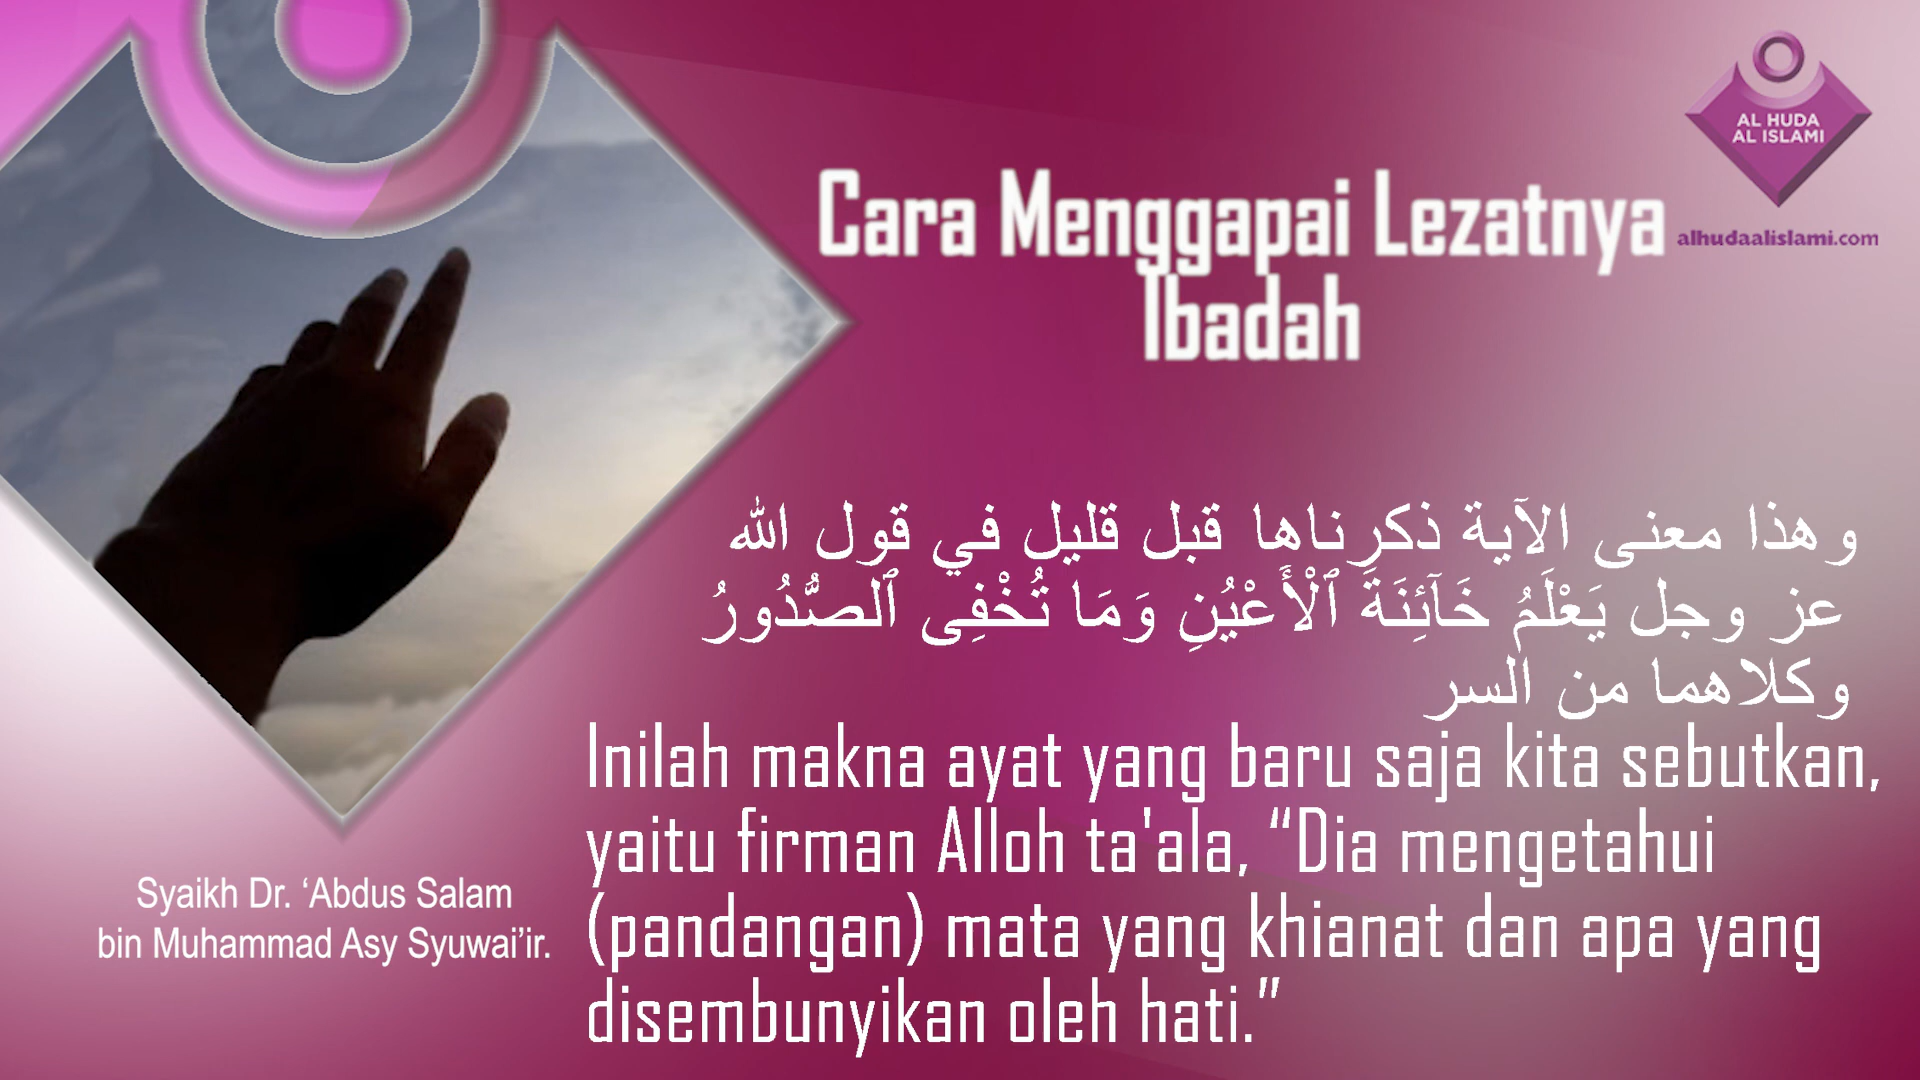 AL HUDA
AL ISLAMI
alhudaalislami.com
Cara Menggapai Lezatnya
Ibadah
وهذا معنى الآية ذكرناها قبل قليل في قول الله
عز وجل يَعْلَمُ خَآئِنَةَ ٱلْأَعْيُنِ وَمَا تُخْفِى ٱلصُّدُورُ
وكلاهما من السر
Inilah makna ayat yang baru saja kita sebutkan,
yaitu firman Alloh ta'ala, “Dia mengetahui
(pandangan) mata yang khianat dan apa yang
disembunyikan oleh hati.”
Syaikh Dr. ‘Abdus Salam
bin Muhammad Asy Syuwai’ir.